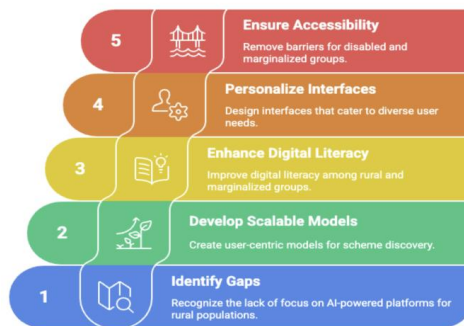 5
Ensure Accessibility
Remove barriers for disabled and
marginalized groups.
4
Personalize Interfaces
Design interfaces that cater to diverse user
needs.
3
Enhance Digital Literacy
Improve digital literacy among rural and
marginalized groups.
2
Develop Scalable Models
Create user-centric models for scheme discovery.
1
Identify Gaps
Recognize the lack of focus on AI-powered platforms for
rural populations.